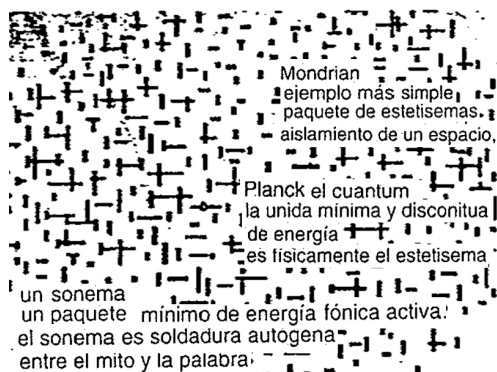 Mondrian
ejemplo más simple
paquete de estetisemas.
aislamiento de un espacio,
Planck el cuantum
la unida mínima y disconitua
de energía
es físicamente el estetisema
un sonema
un paquete mínimo de energía fónica activa.
el sonema es soldadura autógena
entre el mito y la palabra